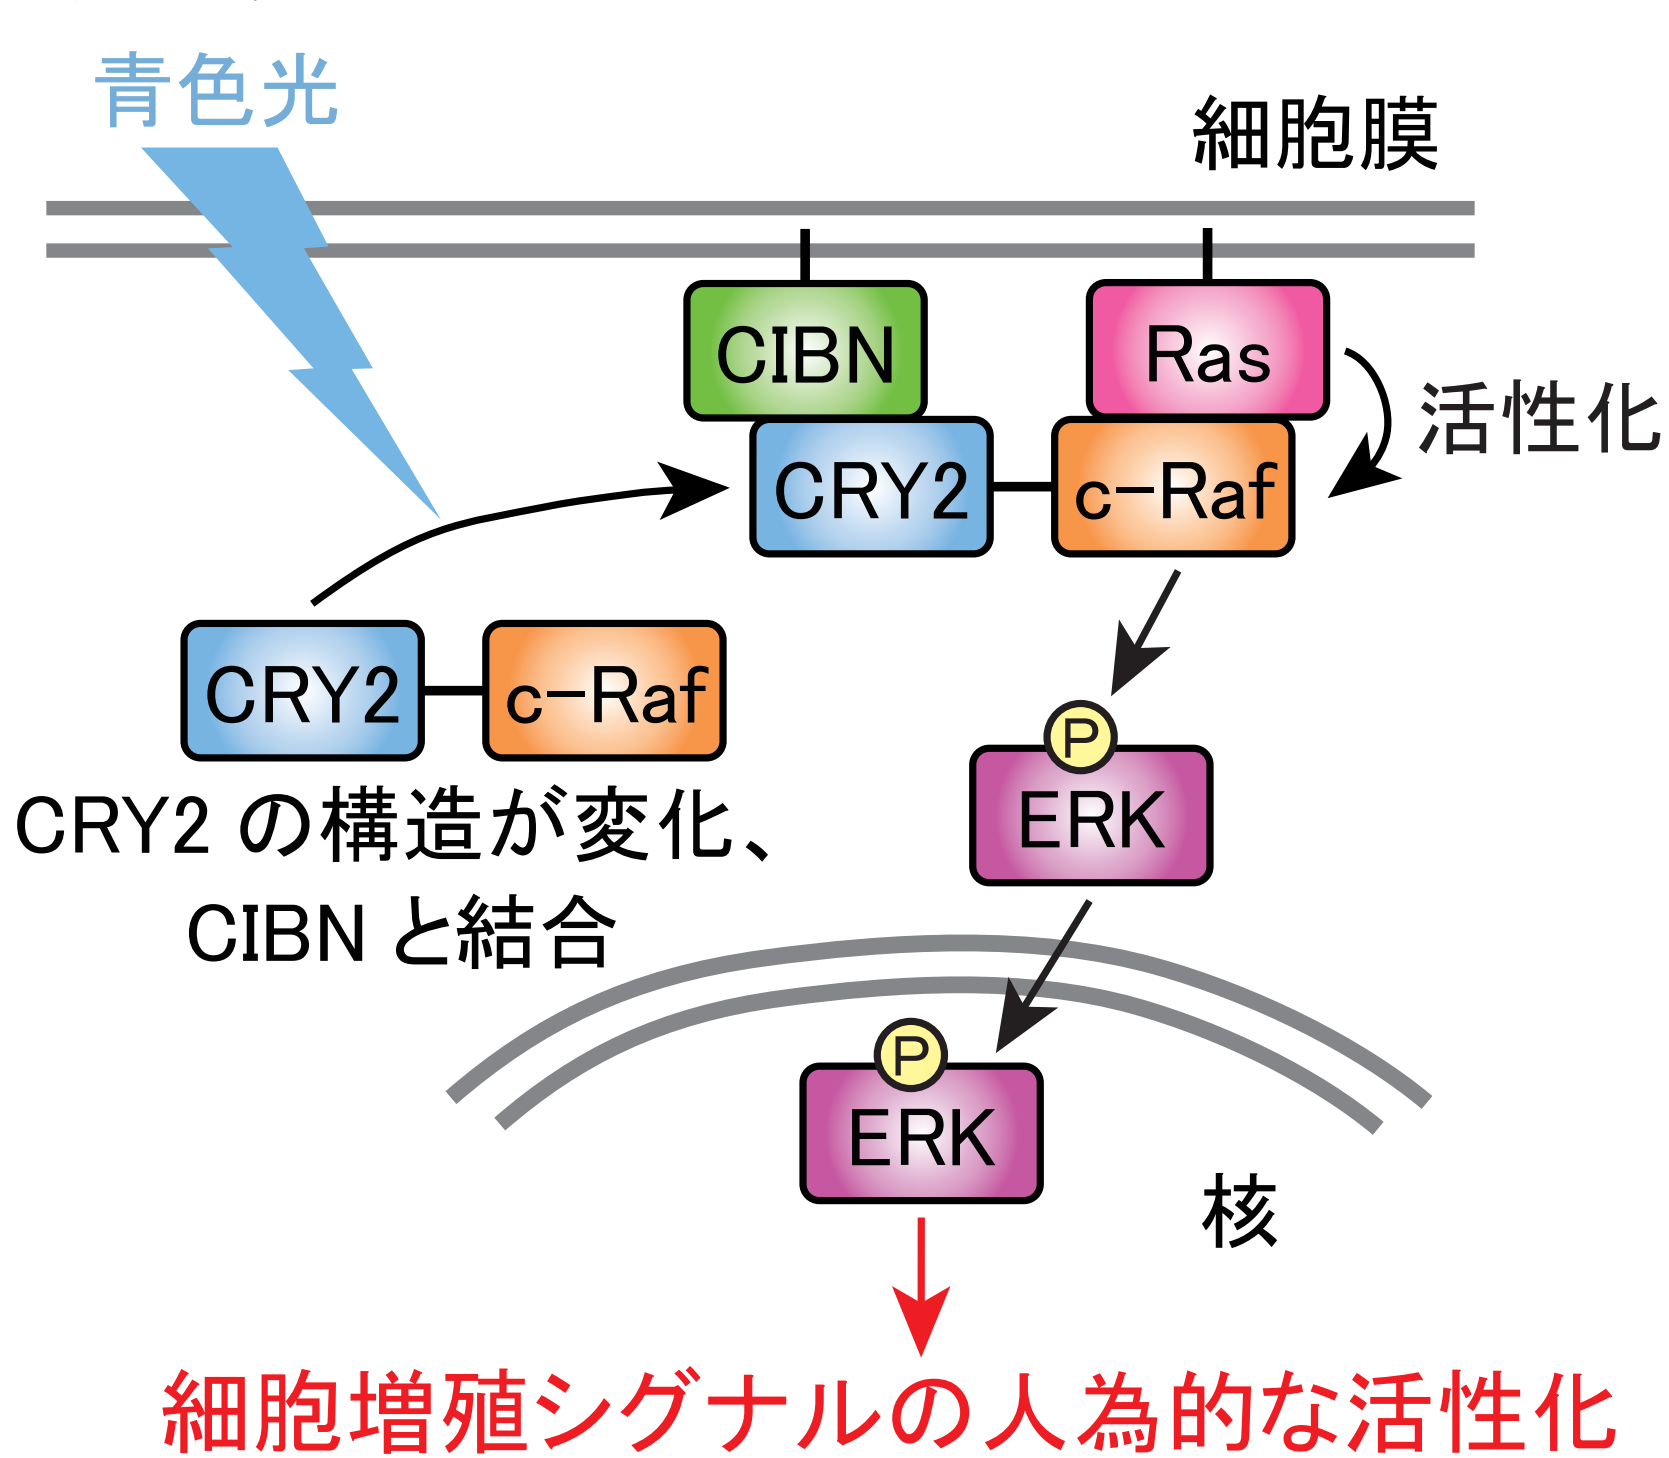 青色光
細胞膜
CIBN
Ras
活性化
CRY2
c-Raf
CRY2
c-Raf
CRY2 の構造が変化、
CIBN と結合
P
ERK
P
ERK
核
細胞増殖シグナルの人為的な活性化